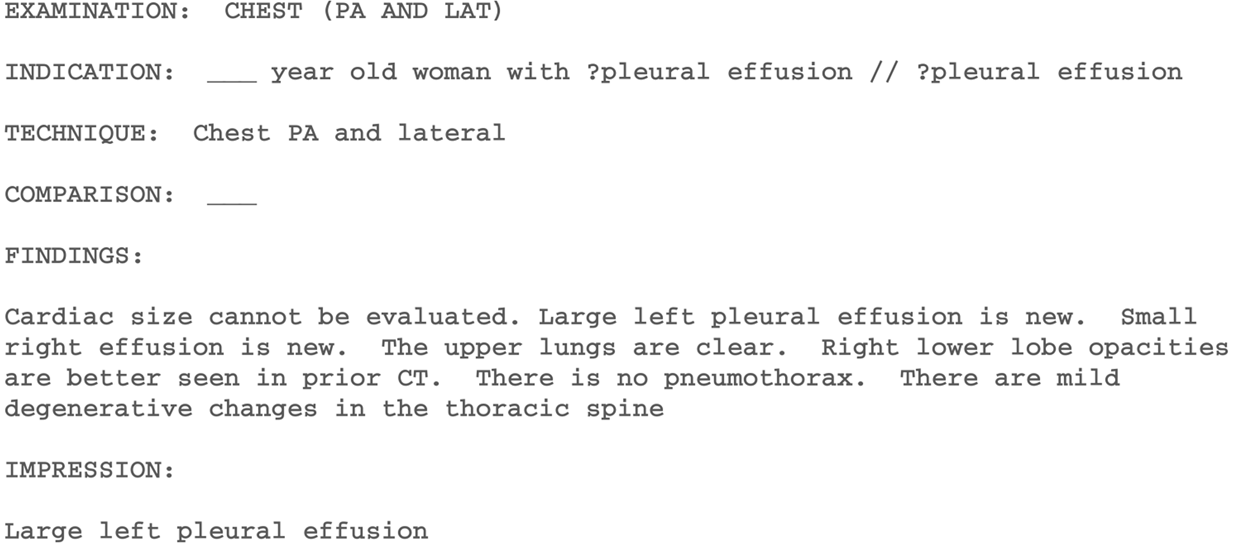 EXAMINATION:  CHEST (PA AND LAT)
INDICATION:  ___ year old woman with ?pleural effusion // ?pleural effusion
TECHNIQUE:  Chest PA and lateral
COMPARISON:  ___
FINDINGS:
Cardiac size cannot be evaluated. Large left pleural effusion is new.  Small
right effusion is new.  The upper lungs are clear.  Right lower lobe opacities
are better seen in prior CT.  There is no pneumothorax.  There are mild
degenerative changes in the thoracic spine
IMPRESSION:
Large left pleural effusion